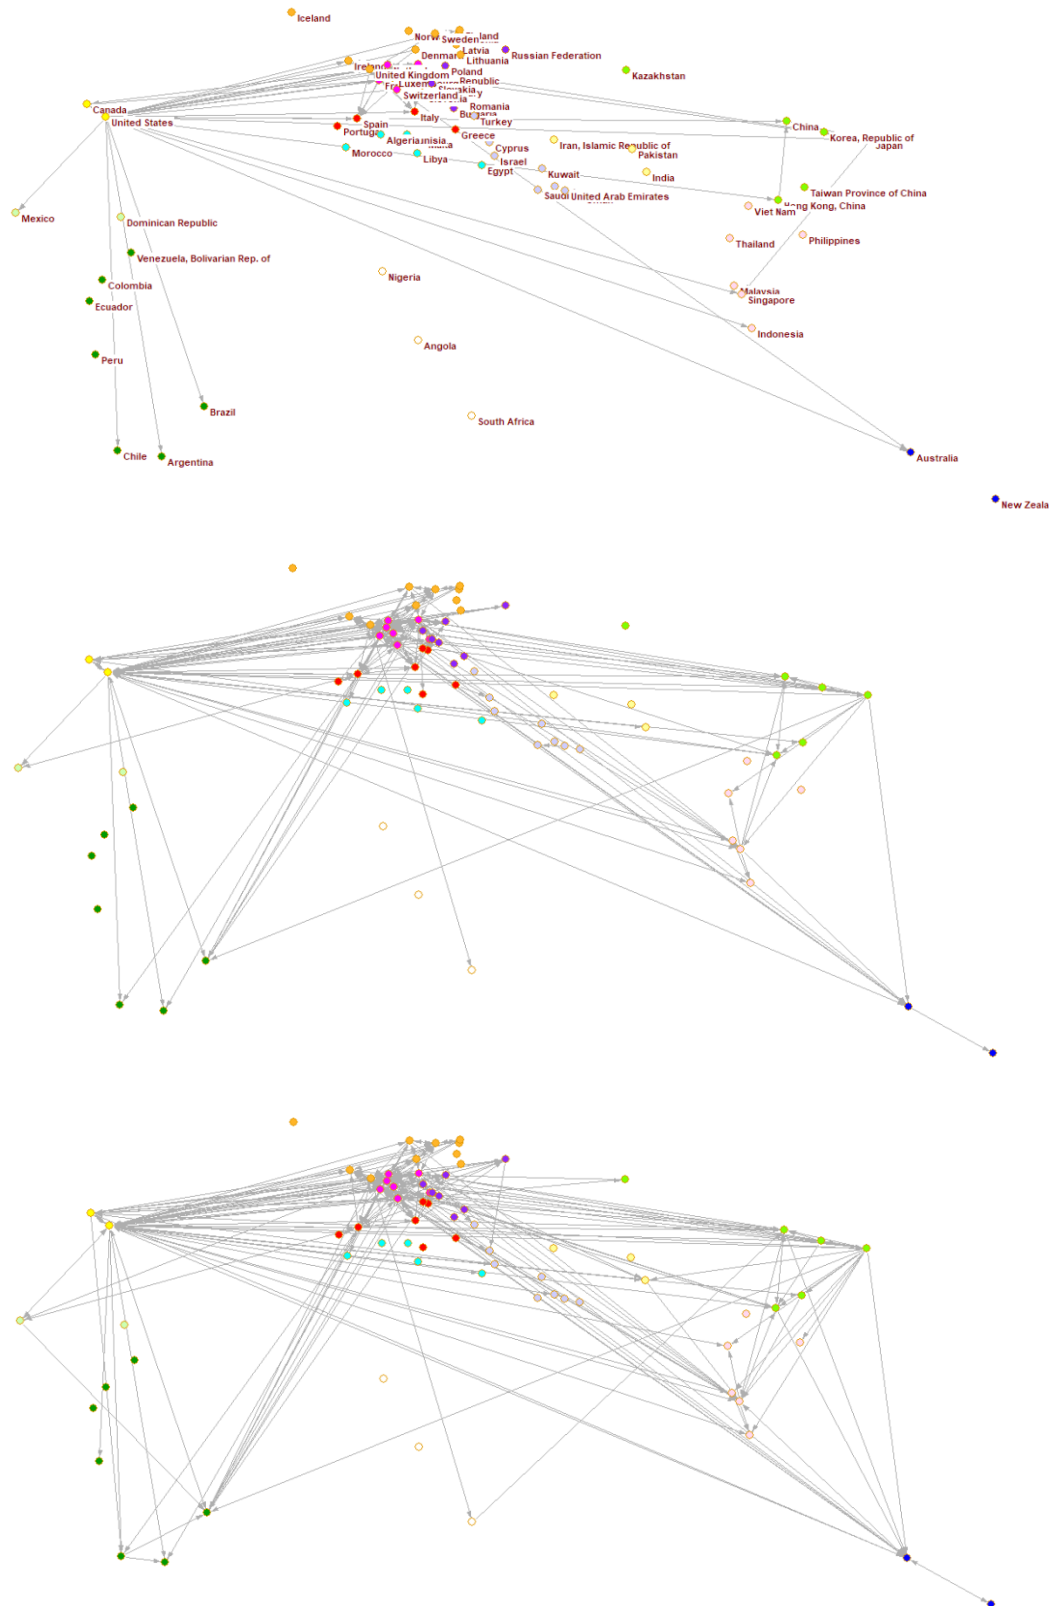 Iceland
Sweden
Russian Federation
Latvia
Lithuania
United Kingdom
Poland
Kazakhstan
Switzerland
Canada
United States
Romania
Turkey
Spain
Italy
Greece
China
Korea, Republic of
Morocco
Libya
Cyprus
Israel
Egypt
Iran, Islamic Republic of
Pakistan
Kuwait
India
United Arab Emirates
Taiwan Province of China
Viet Nam
Mexico
Dominican Republic
Thailand
Philippines
Venezuela, Bolivarian Rep. of
Nigeria
Colombia
Malaysia
Singapore
Ecuador
Indonesia
Angola
Peru
Brazil
South Africa
Chile
Argentina
Australia
New Zeala